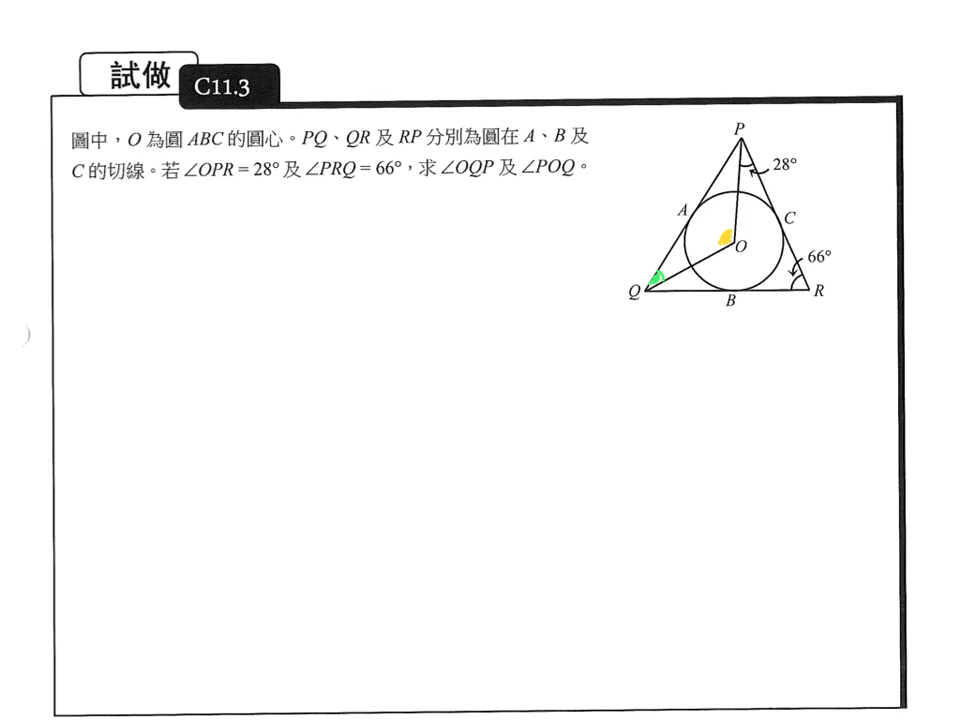 試做
C11.3
圖中,O 為圓 ABC 的圓心。PQ、QR 及 RP 分別為圓在 A、B 及
C 的切線。若 ∠OPR = 28° 及 ∠PRQ = 66°,求 ∠OQP 及 ∠POQ。
P
28°
A
C
O
66°
Q
B
R